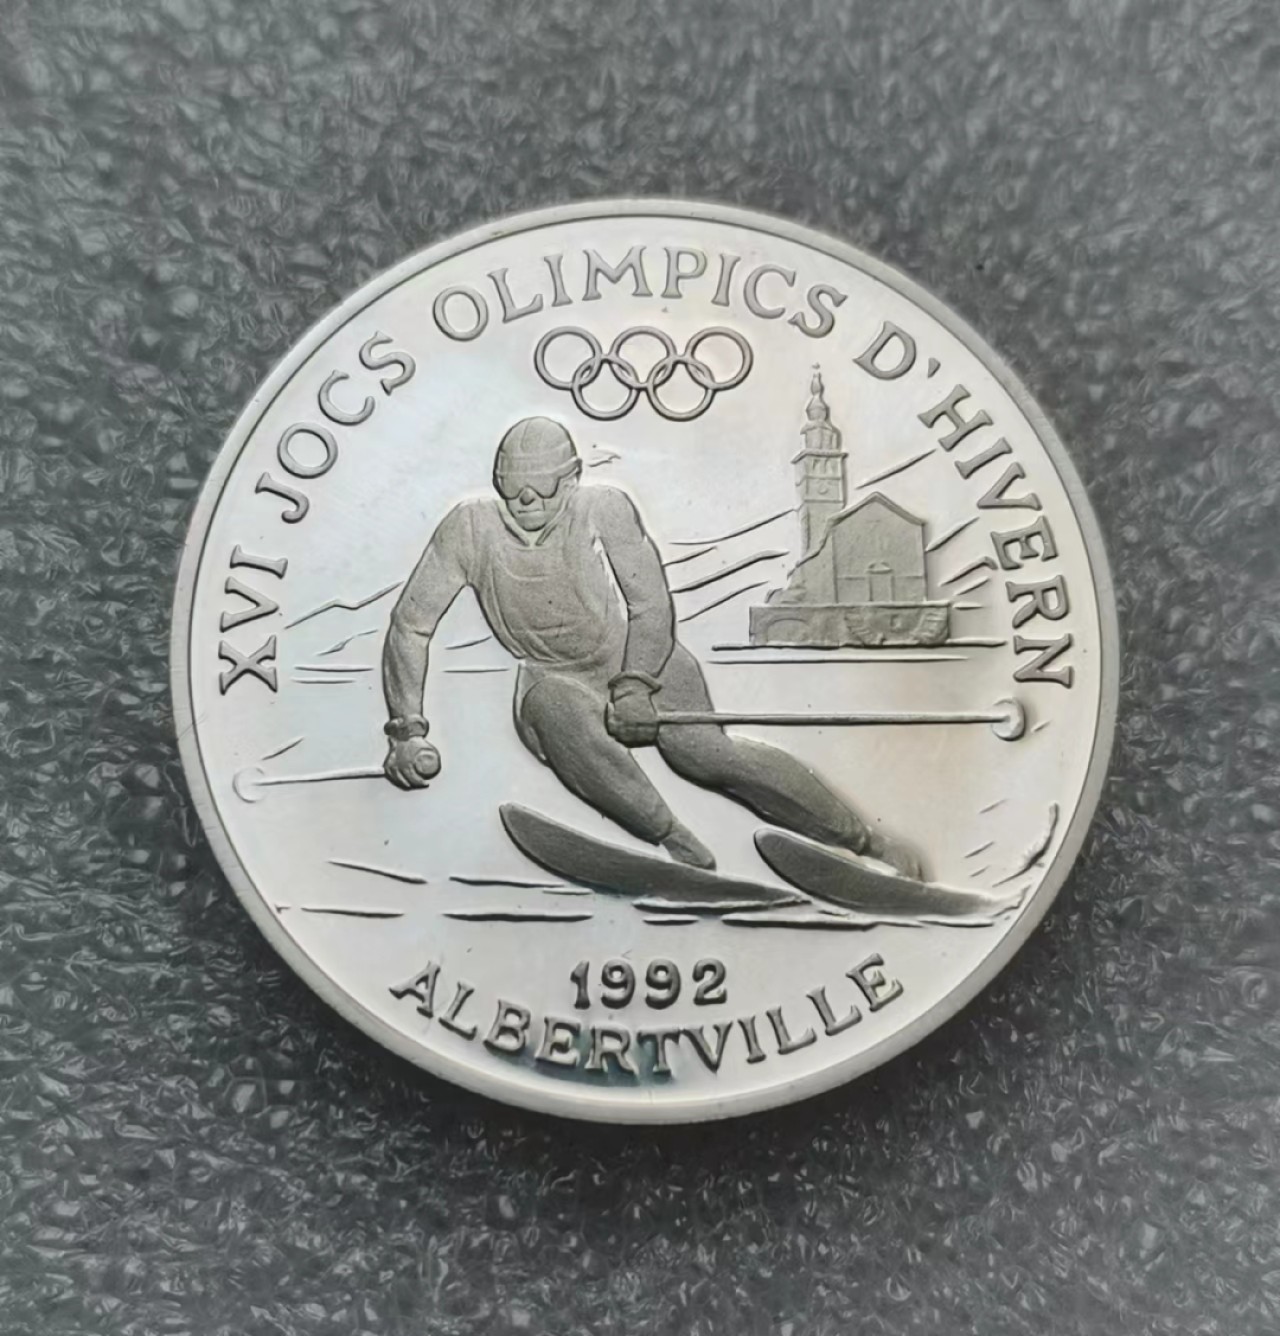 XVI JOCS OLIMPICS D'HIVERN
1992
ALBERTVILLE